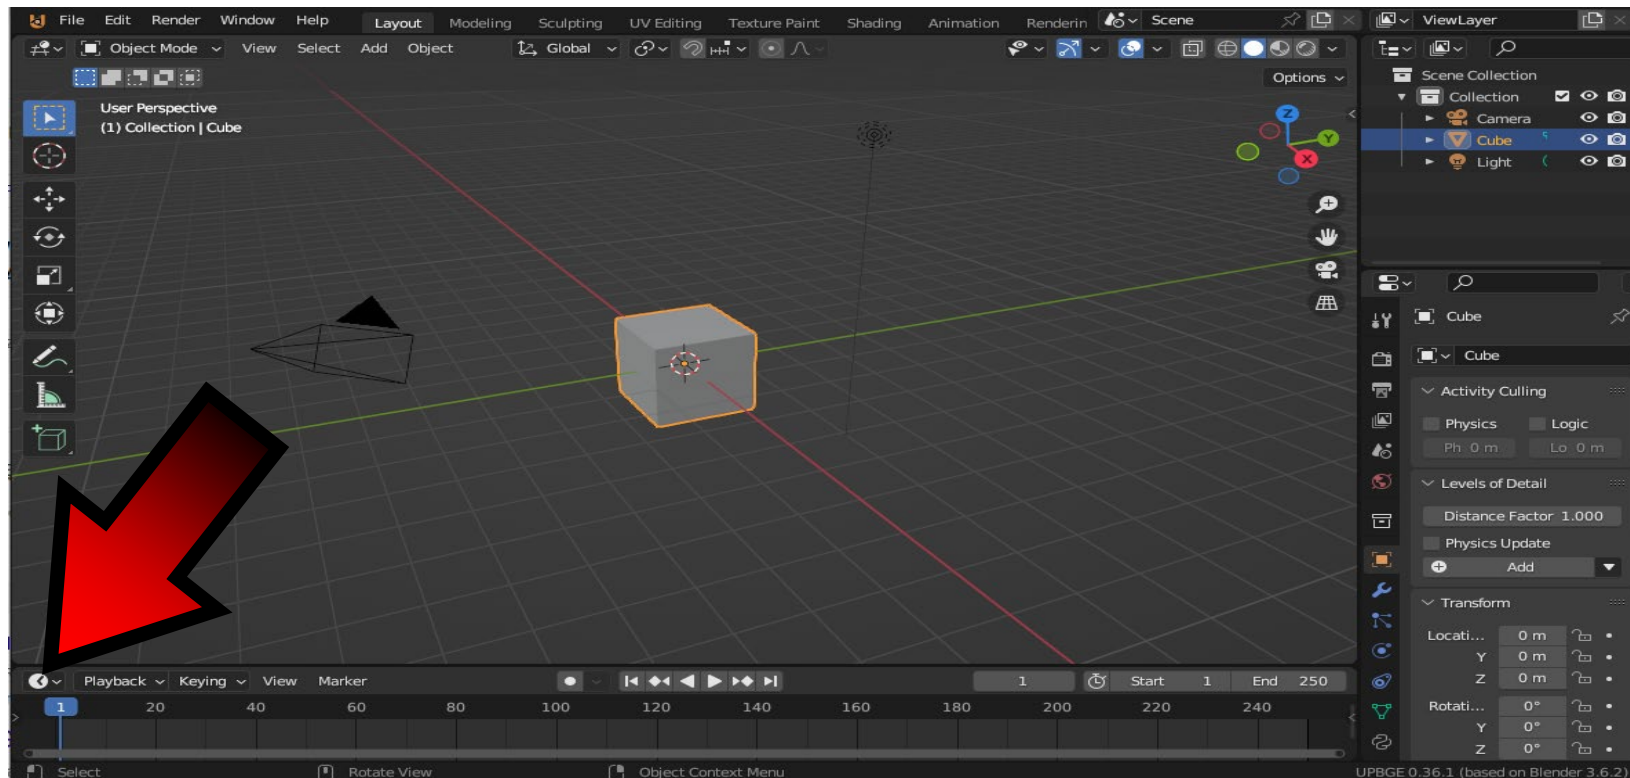 File Edit Render Window Help Layout Modeling Sculpting UV Editing Texture Paint Shading Animation Renderin Scene ViewLayer
Object Mode View Select Add Object Global
Options
User Perspective
(1) Collection | Cube
Z
Y
X
Scene Collection
Collection
Camera
Cube
Light
Cube
Cube
Activity Culling
Physics Logic
Ph 0 m Lo 0 m
Levels of Detail
Distance Factor 1.000
Physics Update
Add
Transform
Locati... 0 m
Y 0 m
Z 0 m
Rotati... 0°
Y 0°
Z 0°
Playback Keying View Marker 1 Start 1 End 250
1 20 40 60 80 100 120 140 160 180 200 220 240
Select Rotate View Object Context Menu UPBGE 0.36.1 (based on Blender 3.6.2)